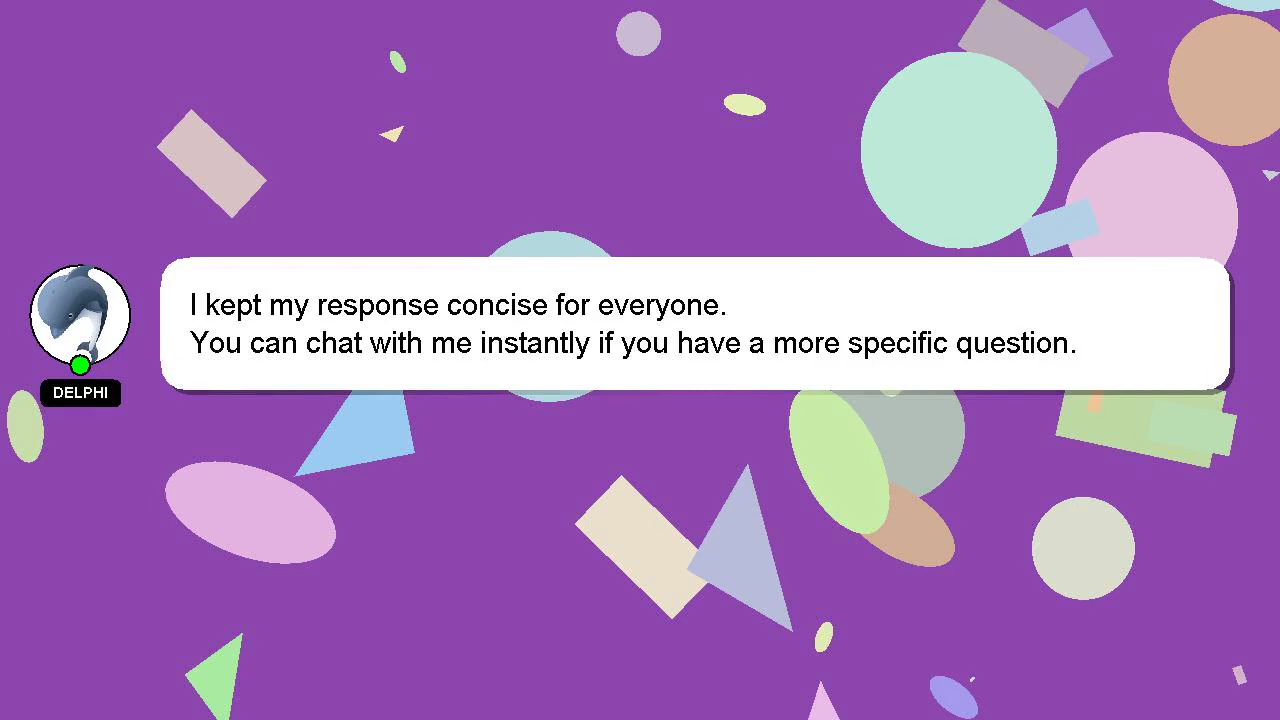 I kept my response concise for everyone.
You can chat with me instantly if you have a more specific question.
DELPHI